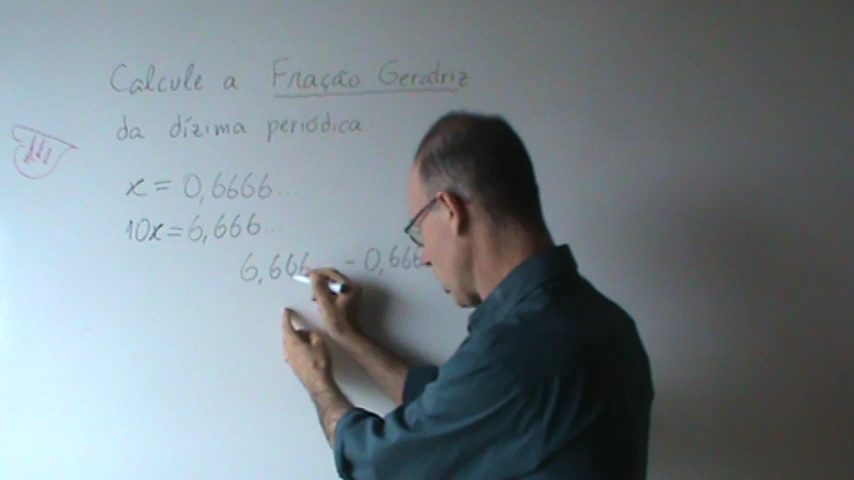 Calcule a Fração Geratriz
da dízima periódica
x = 0,6666...
10x = 6,666...
6,666 - 0,666